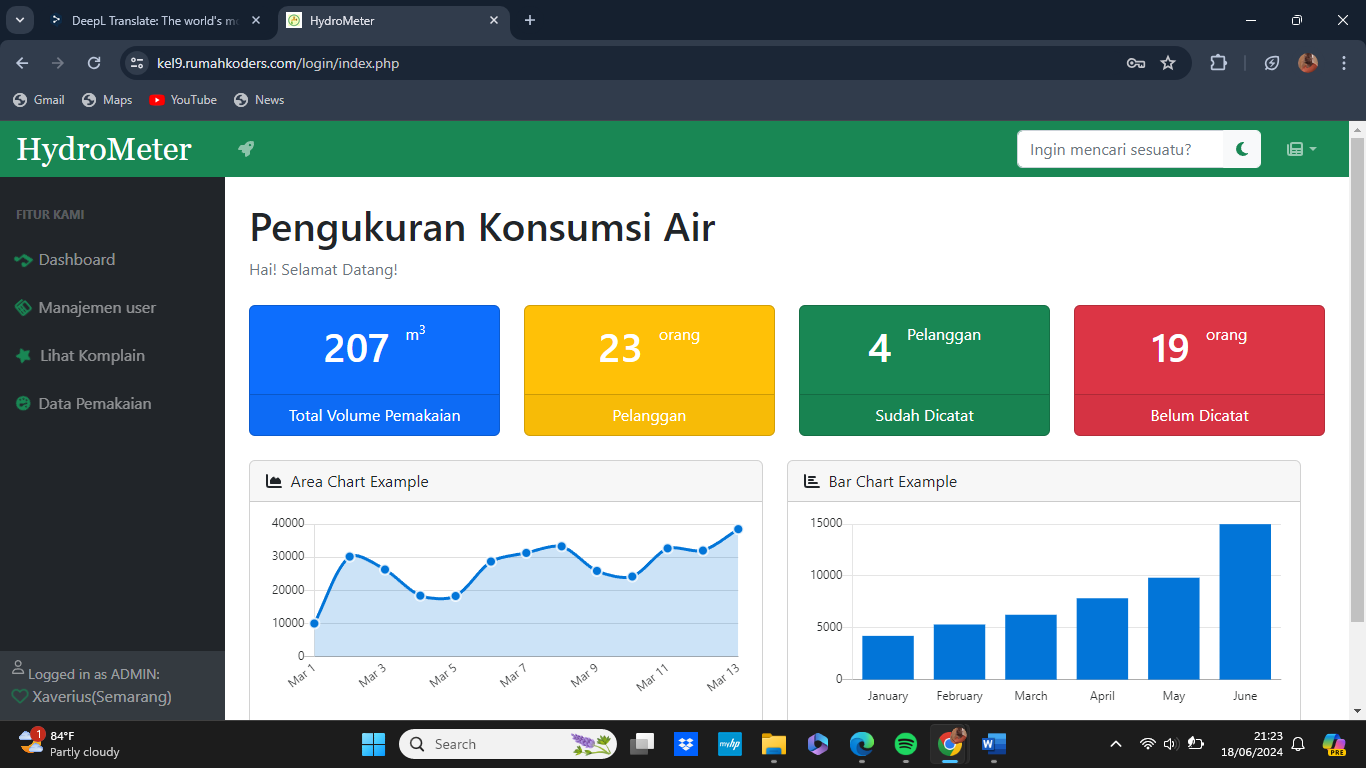 DeepL Translate: The world's mo
HydroMeter
kel9.rumahkoders.com/login/index.php
Gmail
Maps
YouTube
News
HydroMeter
Ingin mencari sesuatu?
FITUR KAMI
Dashboard
Manajemen user
Lihat Komplain
Data Pemakaian
Logged in as ADMIN:
Xaverius(Semarang)
Pengukuran Konsumsi Air
Hai! Selamat Datang!
207 m³
Total Volume Pemakaian
23 orang
Pelanggan
4 Pelanggan
Sudah Dicatat
19 orang
Belum Dicatat
Area Chart Example
40000
30000
20000
10000
0
Mar 1
Mar 3
Mar 5
Mar 7
Mar 9
Mar 11
Mar 13
Bar Chart Example
15000
10000
5000
0
January
February
March
April
May
June
1
84°F
Partly cloudy
Search
myhp
W
21:23
18/06/2024
PRE